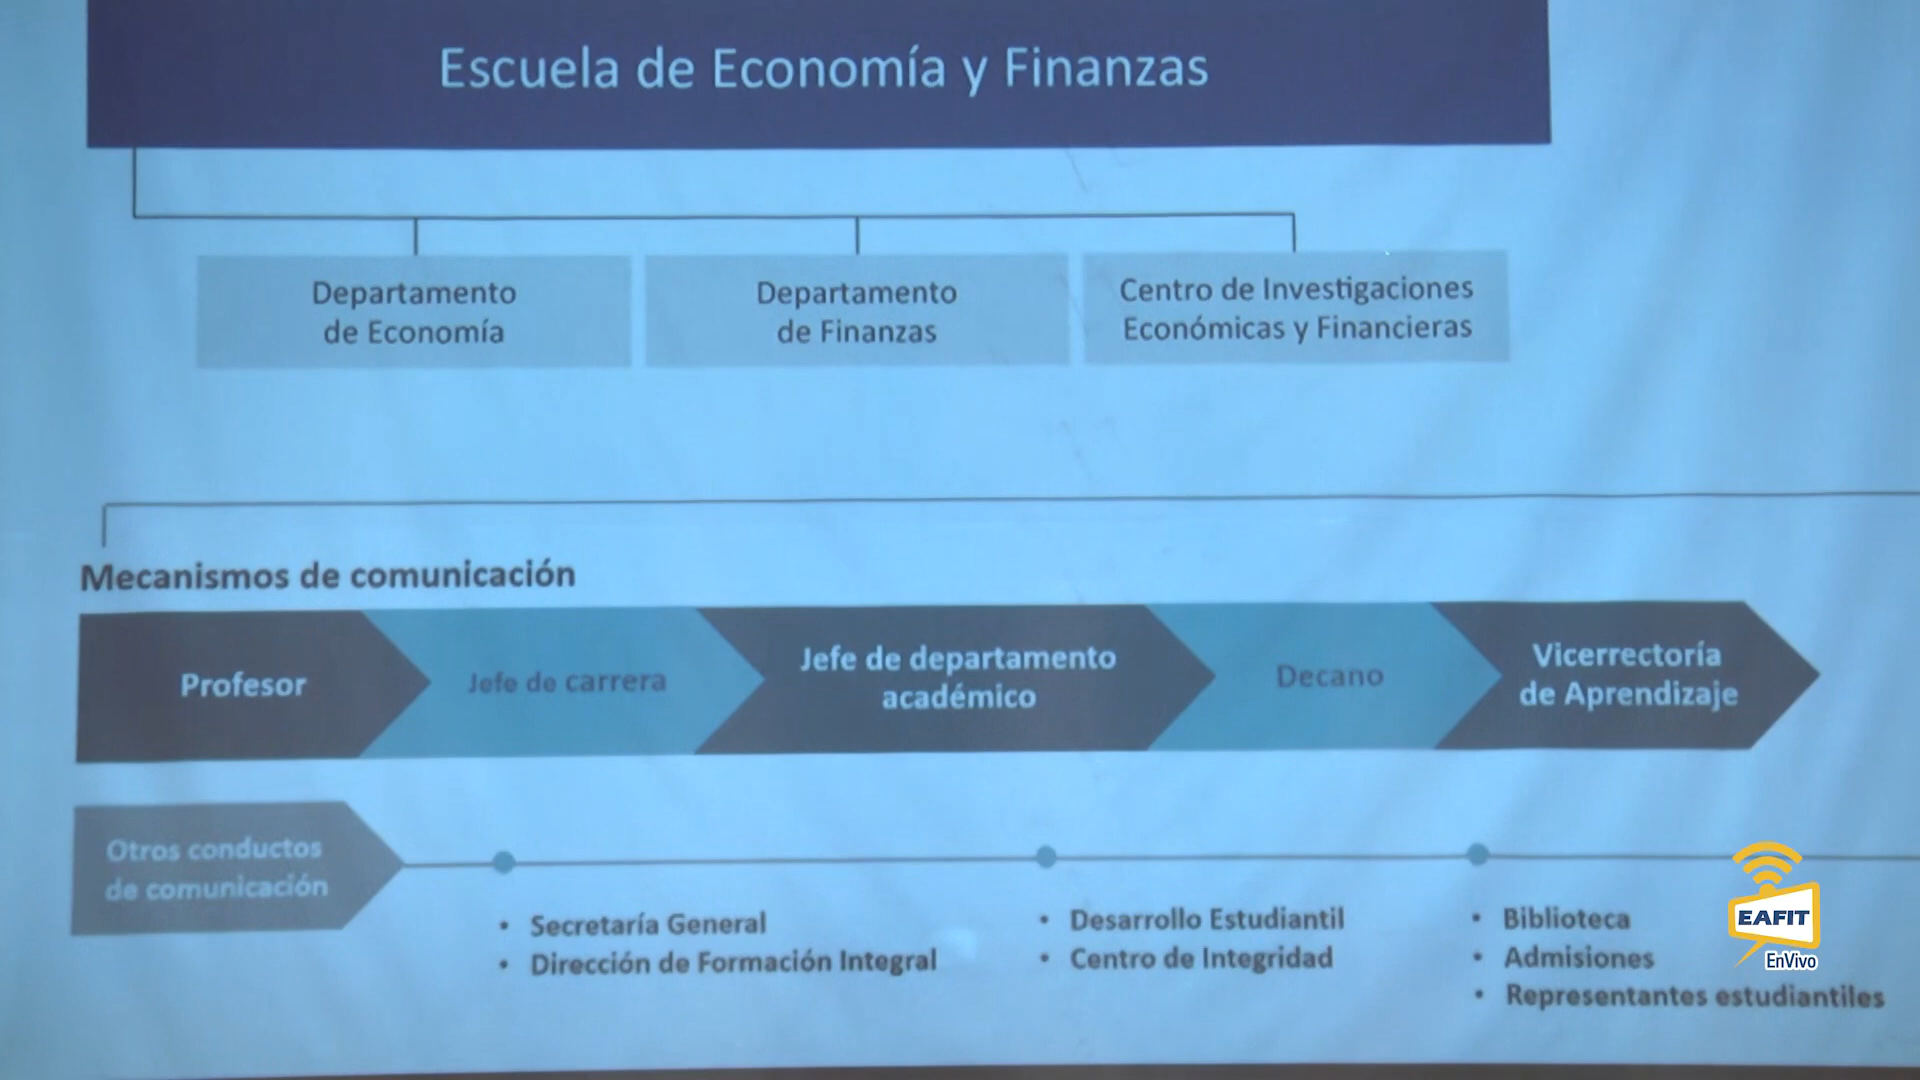 Escuela de Economía y Finanzas
Departamento
de Economía
Departamento
de Finanzas
Centro de Investigaciones
Económicas y Financieras
Mecanismos de comunicación
Profesor
Jefe de carrera
Jefe de departamento
académico
Decano
Vicerrectoría
de Aprendizaje
Otros conductos
de comunicación
• Secretaría General
• Dirección de Formación Integral
• Desarrollo Estudiantil
• Centro de Integridad
• Biblioteca
• Admisiones
• Representantes estudiantiles
EAFIT
EnVivo